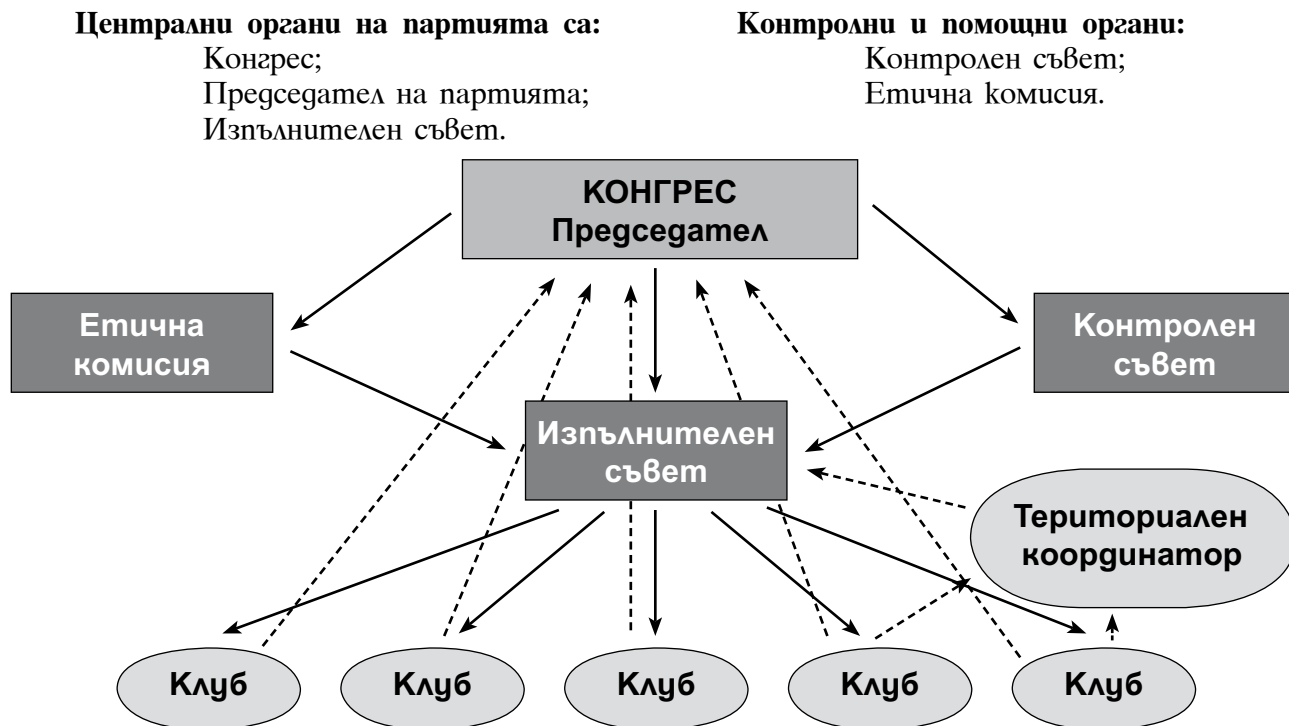 Централни органи на партията са:
Конгрес;
Председател на партията;
Изпълнителен съвет.
Контролни и помощни органи:
Контролен съвет;
Етична комисия.
КОНГРЕС
Председател
Етична
комисия
Контролен
съвет
Изпълнителен
съвет
Териториален
координатор
Клуб
Клуб
Клуб
Клуб
Клуб